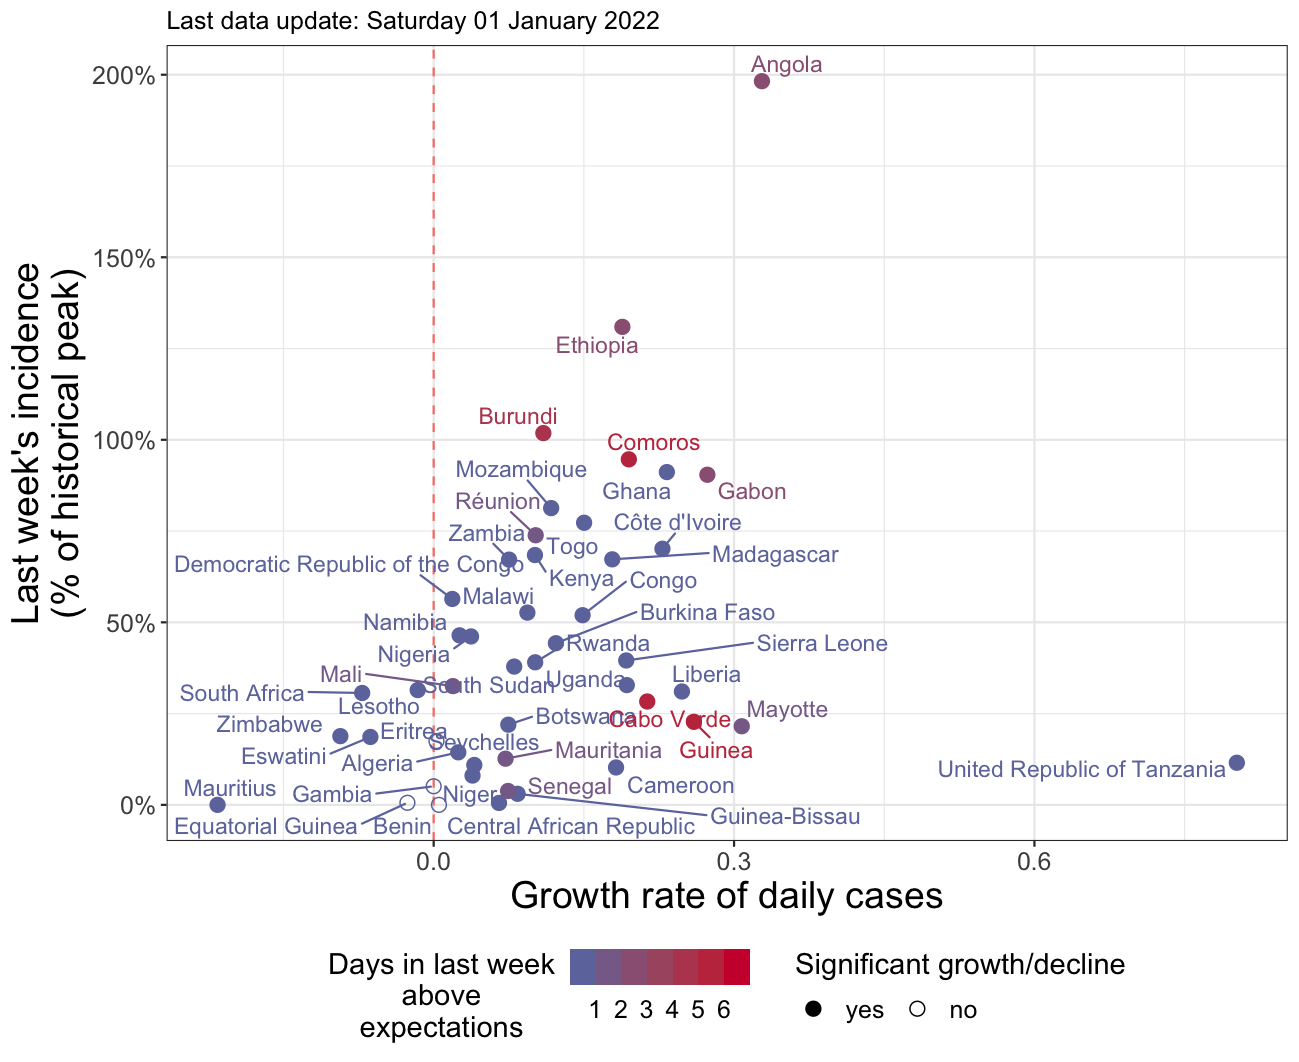 Last data update: Saturday 01 January 2022
200%
Angola
150%
Ethiopia
Burundi
100%
Comoros
Mozambique
Ghana
Gabon
Réunion
Côte d'Ivoire
Zambia
Togo
Madagascar
Democratic Republic of the Congo
Kenya
Congo
Malawi
Burkina Faso
50%
Namibia
Rwanda
Sierra Leone
Nigeria
Mali
Uganda
Liberia
South Africa
South Sudan
Lesotho
Mayotte
Botswana
Cabo Verde
Zimbabwe
Eritrea
Seychelles
Guinea
Eswatini
Mauritania
Algeria
United Republic of Tanzania
Mauritius
Gambia
Niger
Senegal
Cameroon
0%
Guinea-Bissau
Equatorial Guinea
Benin
Central African Republic
Last week's incidence
(% of historical peak)
0.0
0.3
0.6
Growth rate of daily cases
Days in last week
above
expectations
1 2 3 4 5 6
Significant growth/decline
yes
no